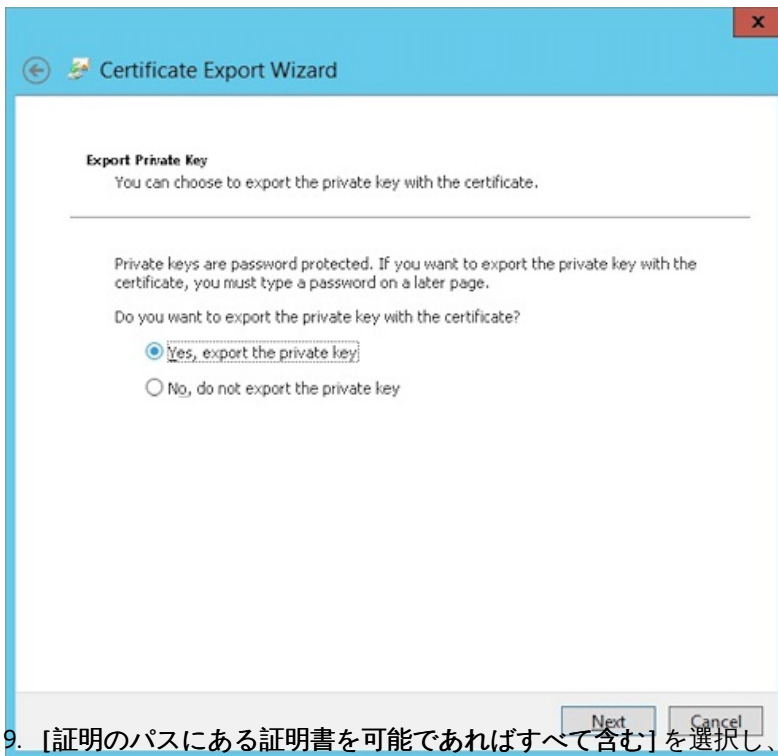 x
Certificate Export Wizard
Export Private Key
You can choose to export the private key with the certificate.
Private keys are password protected. If you want to export the private key with the
certificate, you must type a password on a later page.
Do you want to export the private key with the certificate?
Yes, export the private key
No, do not export the private key
Next Cancel
9. [証明のパスにある証明書を可能であればすべて含む] を選択し、